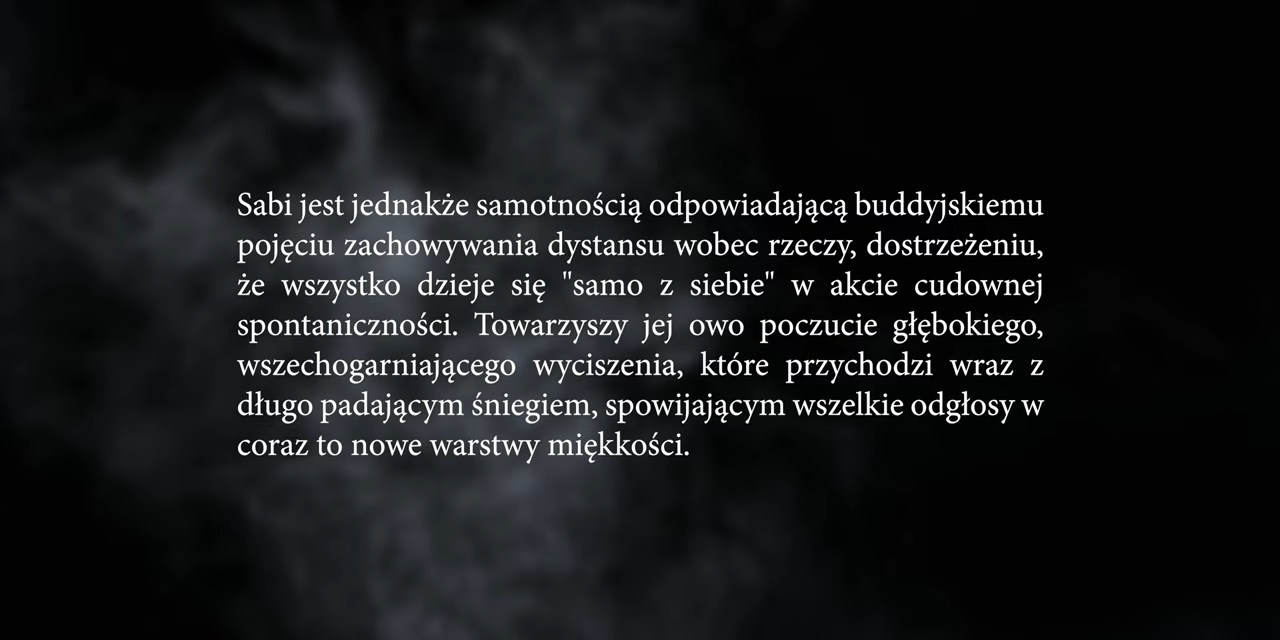 Sabi jest jednakże samotnością odpowiadającą buddyjskiemu
pojęciu zachowywania dystansu wobec rzeczy, dostrzeżeniu,
że wszystko dzieje się "samo z siebie" w akcie cudownej
spontaniczności. Towarzyszy jej owo poczucie głębokiego,
wszechogarniającego wyciszenia, które przychodzi wraz z
długo padającym śniegiem, spowijającym wszelkie odgłosy w
coraz to nowe warstwy miękkości.